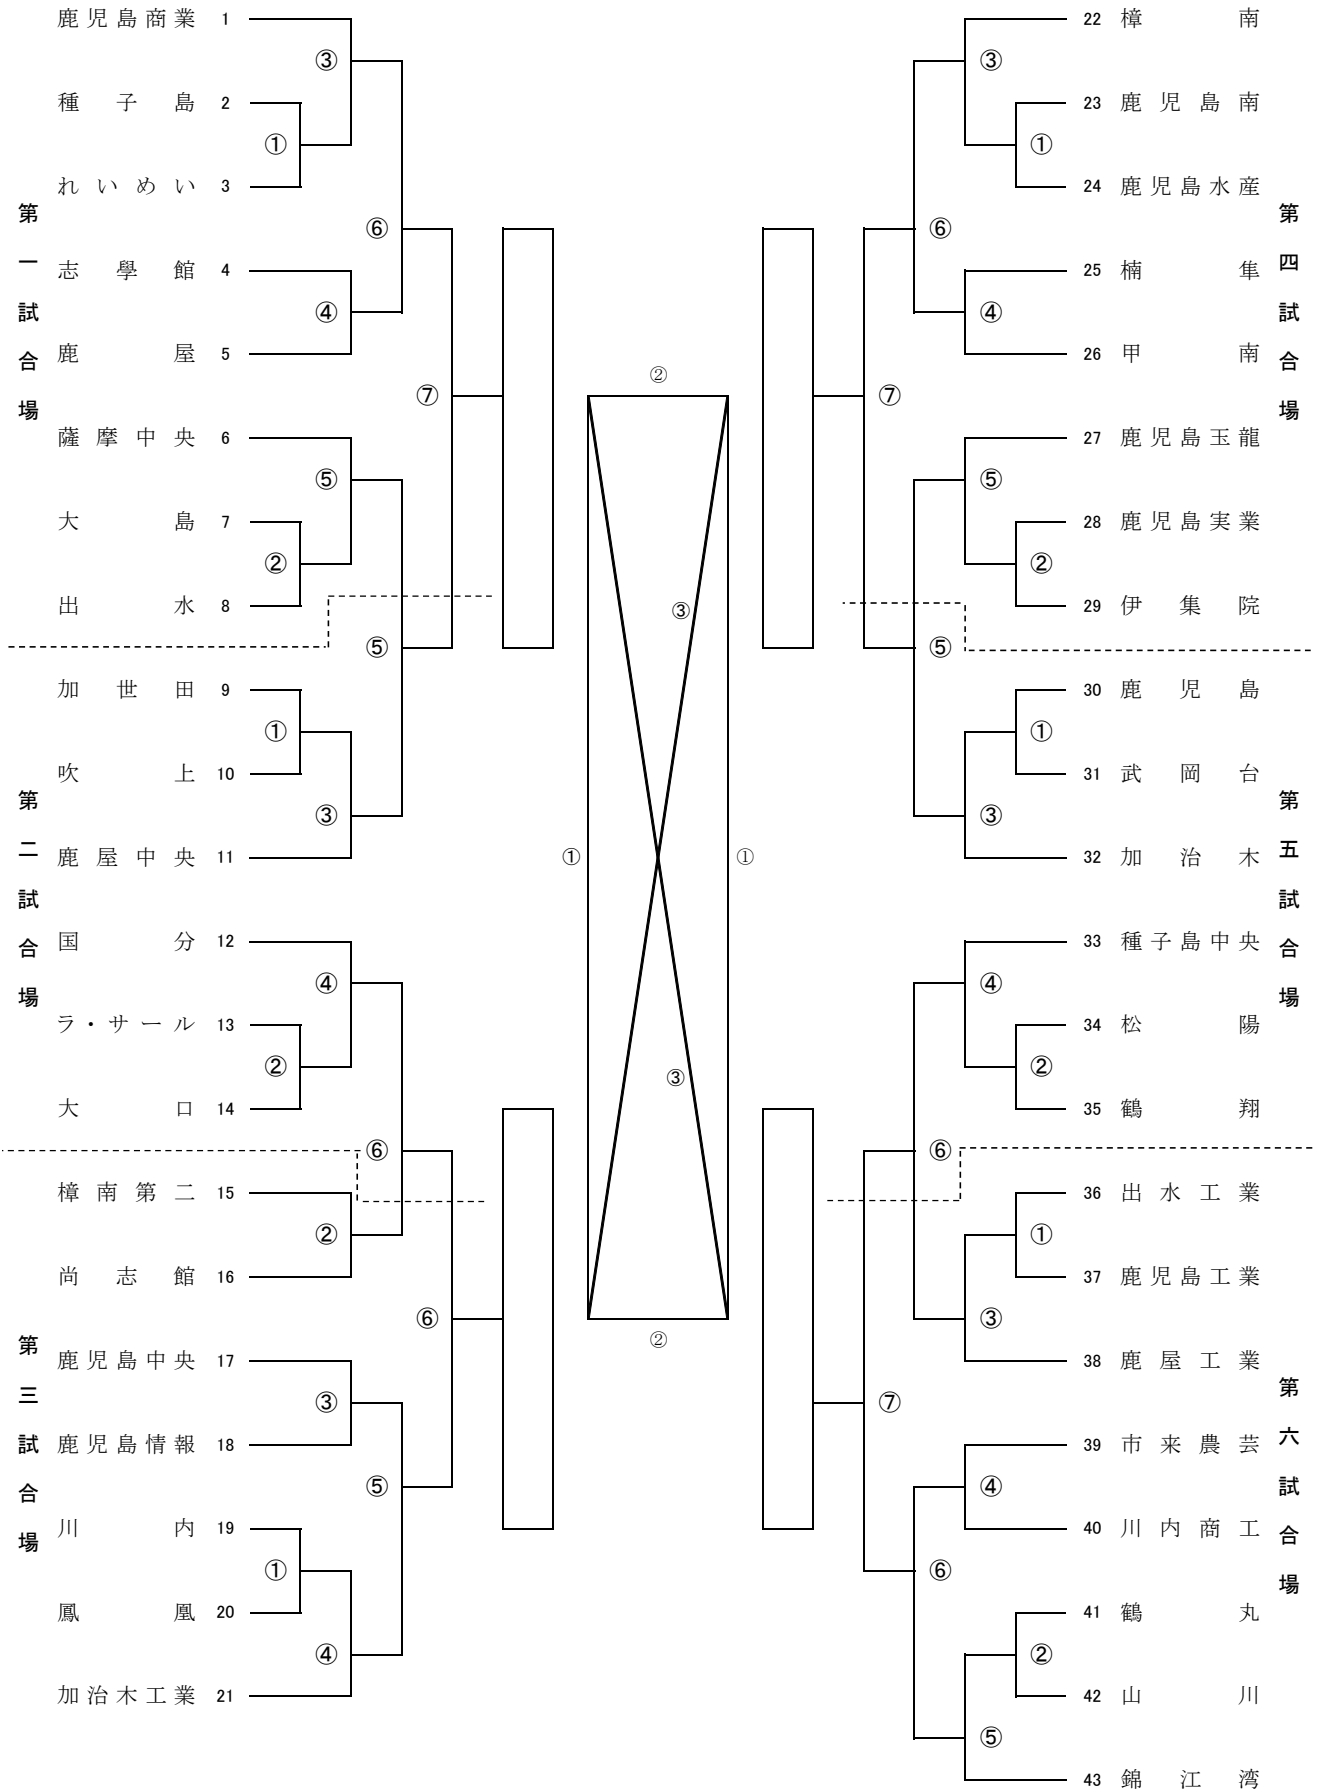 鹿児島商業 1
③
種子島 2
①
れいめい 3
第一試合場
⑥
志學館 4
④
鹿屋 5
⑦
薩摩中央 6
⑤
大島 7
②
出水 8
⑤
加世田 9
①
吹上 10
第二試合場
③
鹿屋中央 11
国分 12
④
ラ・サール 13
②
大口 14
⑥
樟南第二 15
②
尚志館 16
⑥
第三試合場
鹿児島中央 17
③
鹿児島情報 18
⑤
川内 19
①
鳳凰 20
④
加治木工業 21
②
③
①
①
③
②
22 樟南
③
23 鹿児島南
①
24 鹿児島水産
第四試合場
⑥
25 楠隼
④
26 甲南
⑦
27 鹿児島玉龍
⑤
28 鹿児島実業
②
29 伊集院
⑤
30 鹿児島
①
31 武岡台
第五試合場
③
32 加治木
33 種子島中央
④
34 松陽
②
35 鶴翔
⑥
36 出水工業
①
37 鹿児島工業
③
38 鹿屋工業
第六試合場
⑦
39 市来農芸
④
40 川内商工
⑥
41 鶴丸
②
42 山川
⑤
43 錦江湾